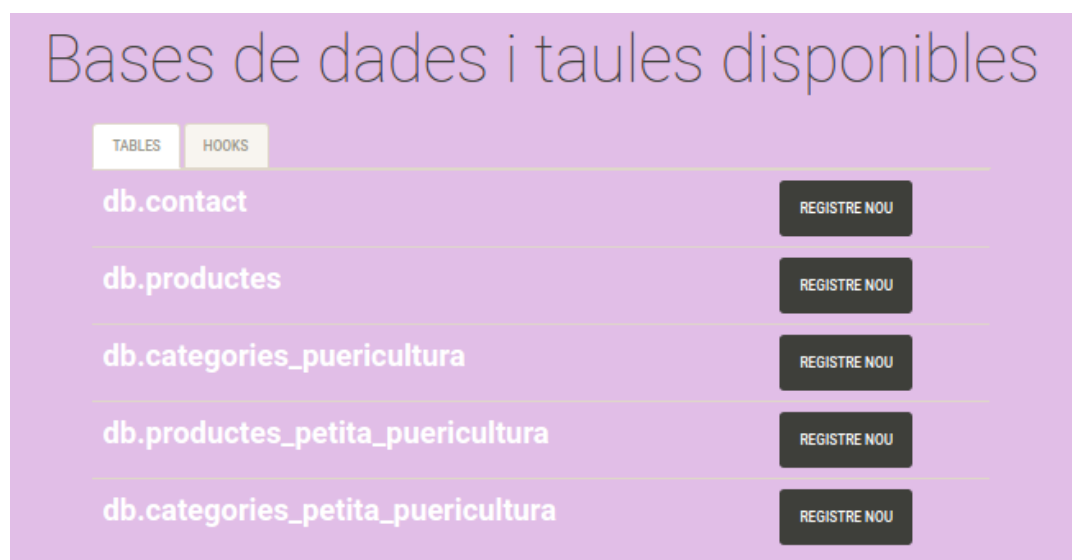 Bases de dades i taules disponibles
TABLES HOOKS
db.contact REGISTRE NOU
db.productes REGISTRE NOU
db.categories_puericultura REGISTRE NOU
db.productes_petita_puericultura REGISTRE NOU
db.categories_petita_puericultura REGISTRE NOU